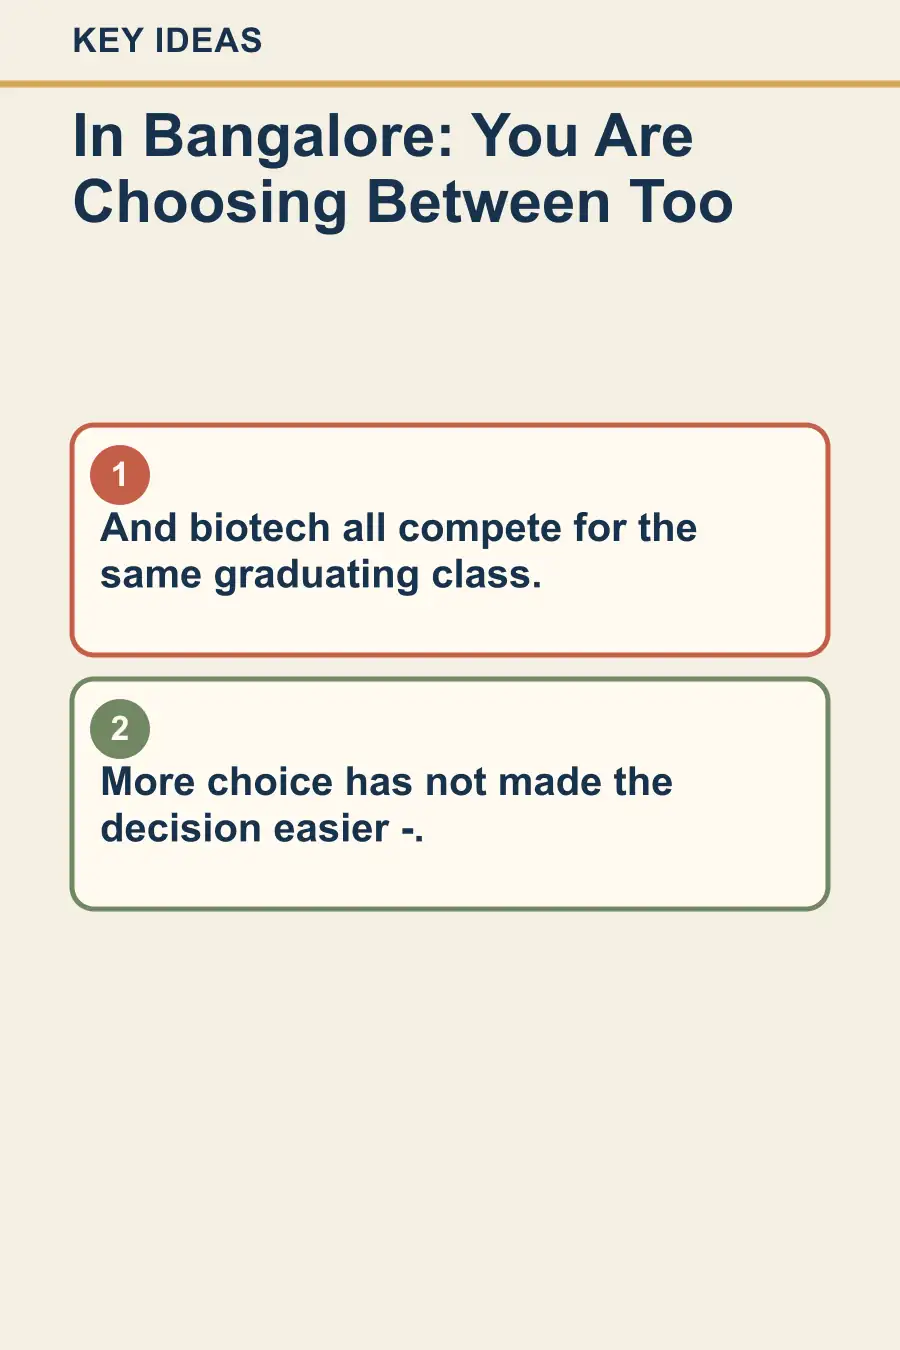 KEY IDEAS
In Bangalore: You Are
Choosing Between Too
1
And biotech all compete for the
same graduating class.
2
More choice has not made the
decision easier -.